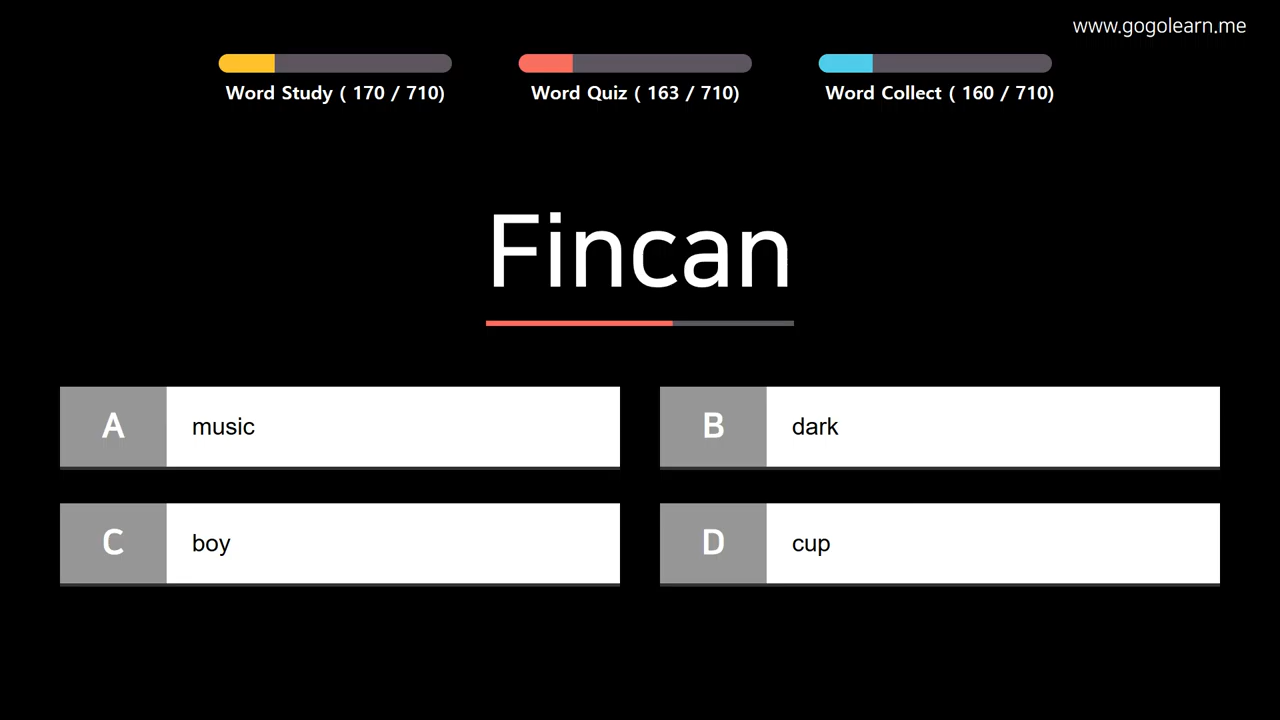 www.gogolearn.me
Word Study ( 170 / 710)
Word Quiz ( 163 / 710)
Word Collect ( 160 / 710)
Fincan
A music
B dark
C boy
D cup